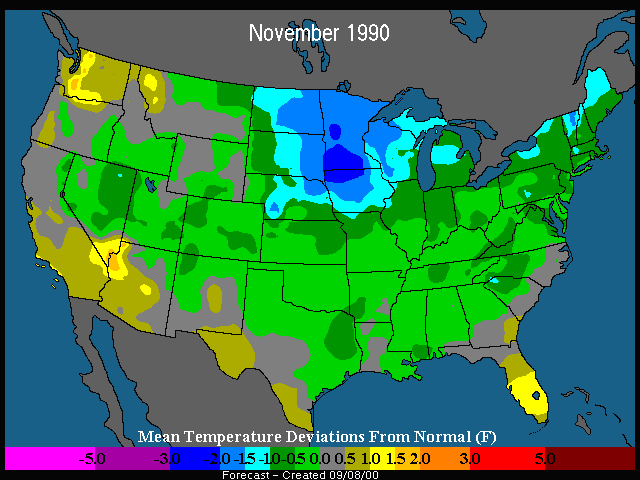 November 1990
Mean Temperature Deviations From Normal (F)
-5.0 -3.0 -2.0 -1.5 -1.0 -0.5 0.0 0.5 1.0 1.5 2.0 3.0 5.0
Forecast - Created 09/08/00